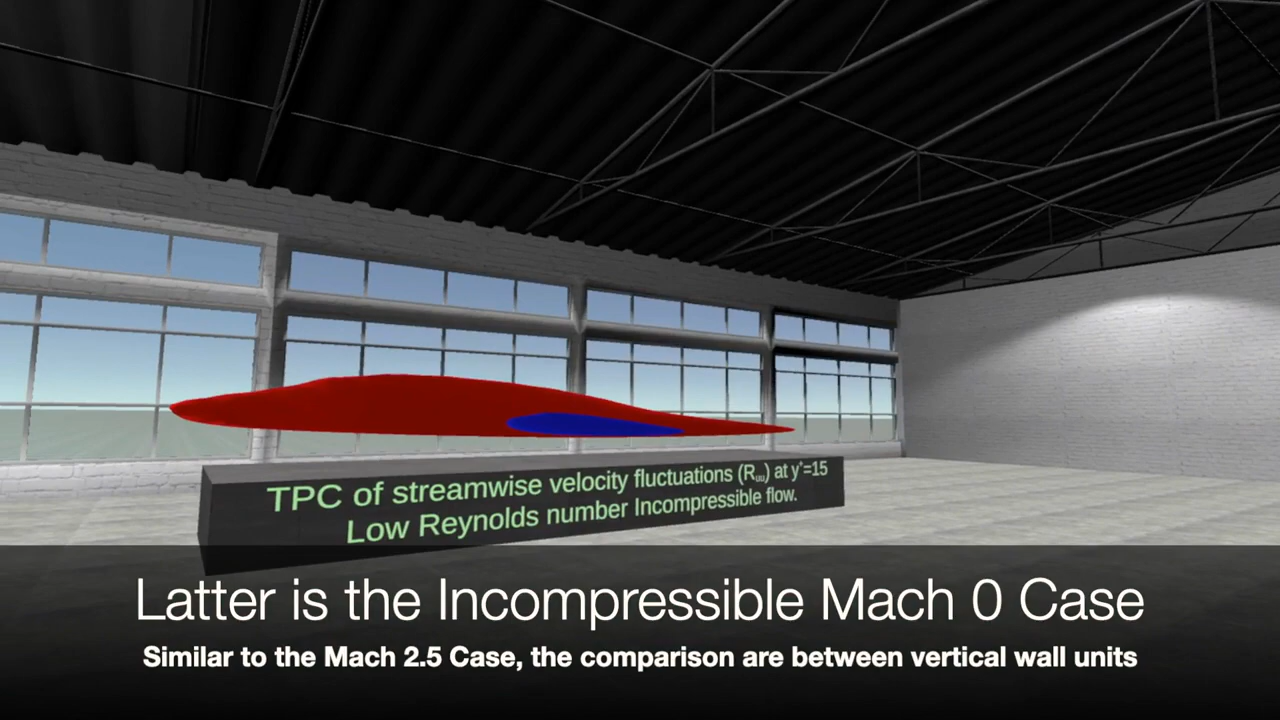 TPC of streamwise velocity fluctuations (Ruu) at y+=15
Low Reynolds number Incompressible flow.
Latter is the Incompressible Mach 0 Case
Similar to the Mach 2.5 Case, the comparison are between vertical wall units